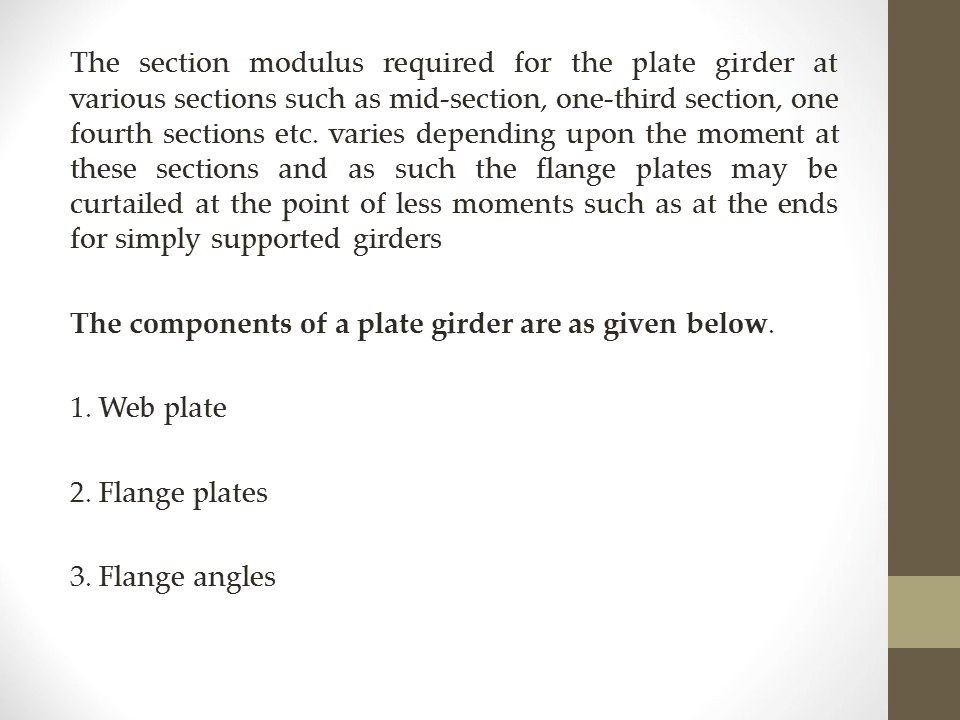 The section modulus required for the plate girder at
various sections such as mid-section, one-third section, one
fourth sections etc. varies depending upon the moment at
these sections and as such the flange plates may be
curtailed at the point of less moments such as at the ends
for simply supported girders
The components of a plate girder are as given below.
1. Web plate
2. Flange plates
3. Flange angles